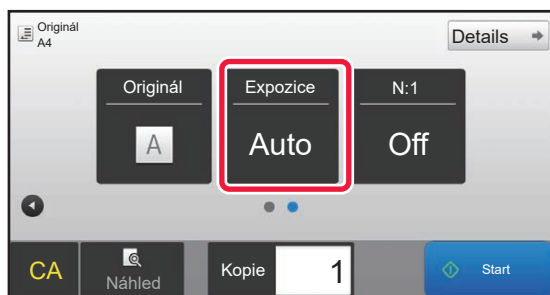 Originál
A4
Details
Originál
Expozice
N:1
A
Auto
Off
CA
Náhled
Kopie
1
Start